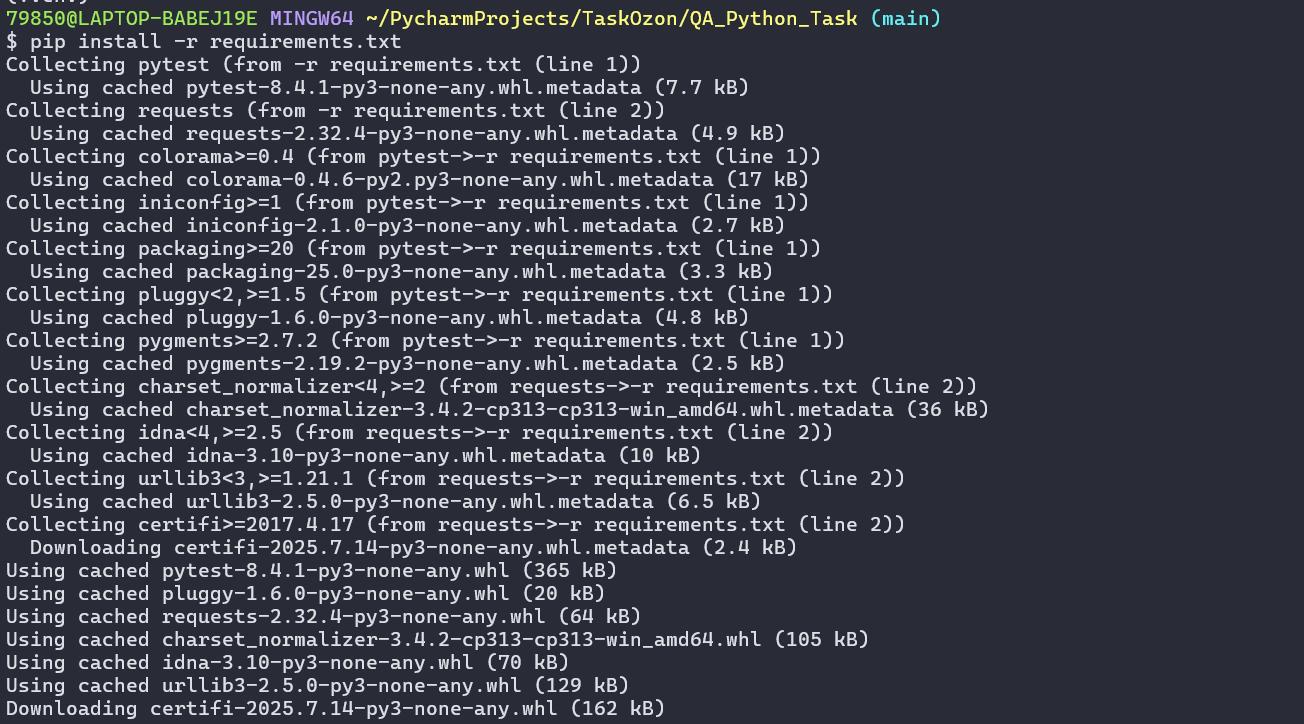 (.venv)
79850@LAPTOP-BABEJ19E MINGW64 ~/PycharmProjects/TaskOzon/QA_Python_Task (main)
$ pip install -r requirements.txt
Collecting pytest (from -r requirements.txt (line 1))
  Using cached pytest-8.4.1-py3-none-any.whl.metadata (7.7 kB)
Collecting requests (from -r requirements.txt (line 2))
  Using cached requests-2.32.4-py3-none-any.whl.metadata (4.9 kB)
Collecting colorama>=0.4 (from pytest->-r requirements.txt (line 1))
  Using cached colorama-0.4.6-py2.py3-none-any.whl.metadata (17 kB)
Collecting iniconfig>=1 (from pytest->-r requirements.txt (line 1))
  Using cached iniconfig-2.1.0-py3-none-any.whl.metadata (2.7 kB)
Collecting packaging>=20 (from pytest->-r requirements.txt (line 1))
  Using cached packaging-25.0-py3-none-any.whl.metadata (3.3 kB)
Collecting pluggy<2,>=1.5 (from pytest->-r requirements.txt (line 1))
  Using cached pluggy-1.6.0-py3-none-any.whl.metadata (4.8 kB)
Collecting pygments>=2.7.2 (from pytest->-r requirements.txt (line 1))
  Using cached pygments-2.19.2-py3-none-any.whl.metadata (2.5 kB)
Collecting charset_normalizer<4,>=2 (from requests->-r requirements.txt (line 2))
  Using cached charset_normalizer-3.4.2-cp313-cp313-win_amd64.whl.metadata (36 kB)
Collecting idna<4,>=2.5 (from requests->-r requirements.txt (line 2))
  Using cached idna-3.10-py3-none-any.whl.metadata (10 kB)
Collecting urllib3<3,>=1.21.1 (from requests->-r requirements.txt (line 2))
  Using cached urllib3-2.5.0-py3-none-any.whl.metadata (6.5 kB)
Collecting certifi>=2017.4.17 (from requests->-r requirements.txt (line 2))
  Downloading certifi-2025.7.14-py3-none-any.whl.metadata (2.4 kB)
Using cached pytest-8.4.1-py3-none-any.whl (365 kB)
Using cached pluggy-1.6.0-py3-none-any.whl (20 kB)
Using cached requests-2.32.4-py3-none-any.whl (64 kB)
Using cached charset_normalizer-3.4.2-cp313-cp313-win_amd64.whl (105 kB)
Using cached idna-3.10-py3-none-any.whl (70 kB)
Using cached urllib3-2.5.0-py3-none-any.whl (129 kB)
Downloading certifi-2025.7.14-py3-none-any.whl (162 kB)